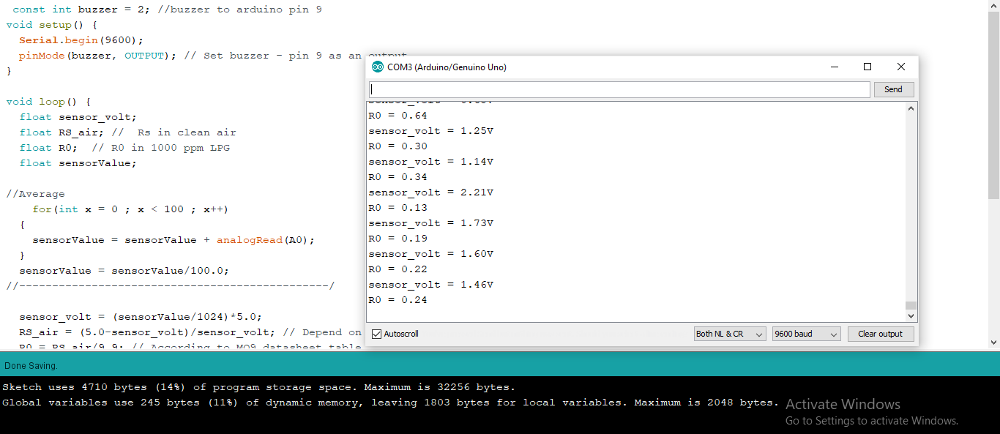 const int buzzer = 2; //buzzer to arduino pin 9
void setup() {
Serial.begin(9600);
pinMode(buzzer, OUTPUT); // Set buzzer - pin 9 as an output
}
void loop() {
float sensor_volt;
float RS_air; //  Rs in clean air
float R0;  // R0 in 1000 ppm LPG
float sensorValue;
//Average
for(int x = 0 ; x < 100 ; x++)
{
sensorValue = sensorValue + analogRead(A0);
}
sensorValue = sensorValue/100.0;
//-----------------------------------------------/
sensor_volt = (sensorValue/1024)*5.0;
RS_air = (5.0-sensor_volt)/sensor_volt; // Depend on
R0 = RS_air/9.9; // According to MQ9 datasheet table
COM3 (Arduino/Genuino Uno)
Send
sensor_volt =
R0 = 0.64
sensor_volt = 1.25V
R0 = 0.30
sensor_volt = 1.14V
R0 = 0.34
sensor_volt = 2.21V
R0 = 0.13
sensor_volt = 1.73V
R0 = 0.19
sensor_volt = 1.60V
R0 = 0.22
sensor_volt = 1.46V
R0 = 0.24
Autoscroll
Both NL & CR
9600 baud
Clear output
Done Saving.
Sketch uses 4710 bytes (14%) of program storage space. Maximum is 32256 bytes.
Global variables use 245 bytes (11%) of dynamic memory, leaving 1803 bytes for local variables. Maximum is 2048 bytes.
Activate Windows
Go to Settings to activate Windows.